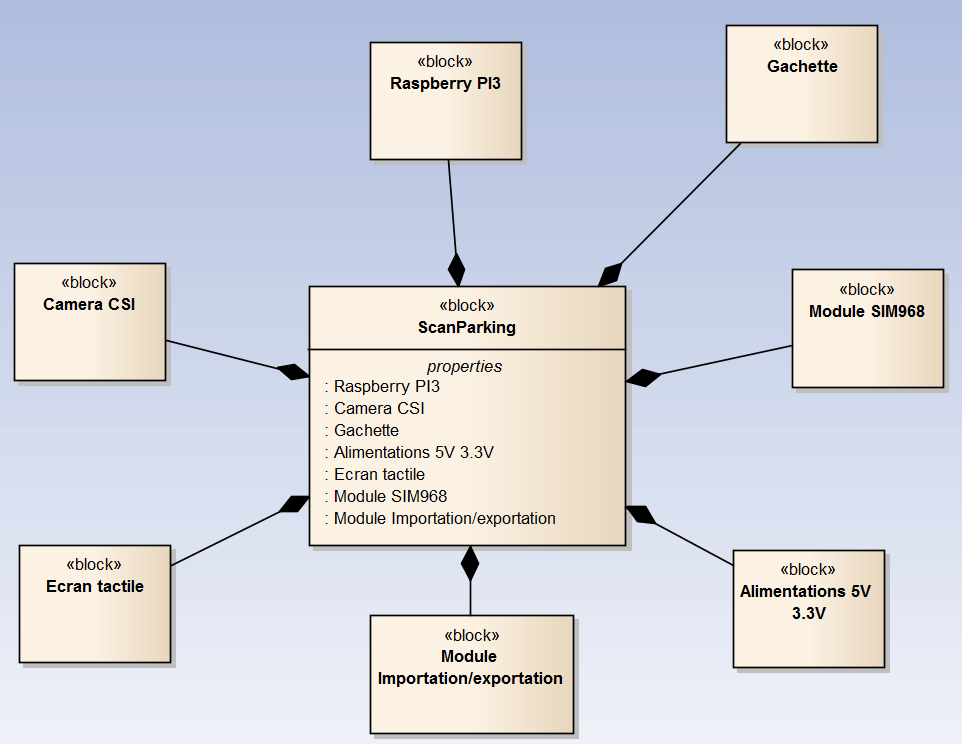 «block»
Raspberry PI3
«block»
Gachette
«block»
Camera CSI
«block»
Module SIM968
«block»
ScanParking
properties
: Raspberry PI3
: Camera CSI
: Gachette
: Alimentations 5V 3.3V
: Ecran tactile
: Module SIM968
: Module Importation/exportation
«block»
Ecran tactile
«block»
Alimentations 5V
3.3V
«block»
Module
Importation/exportation